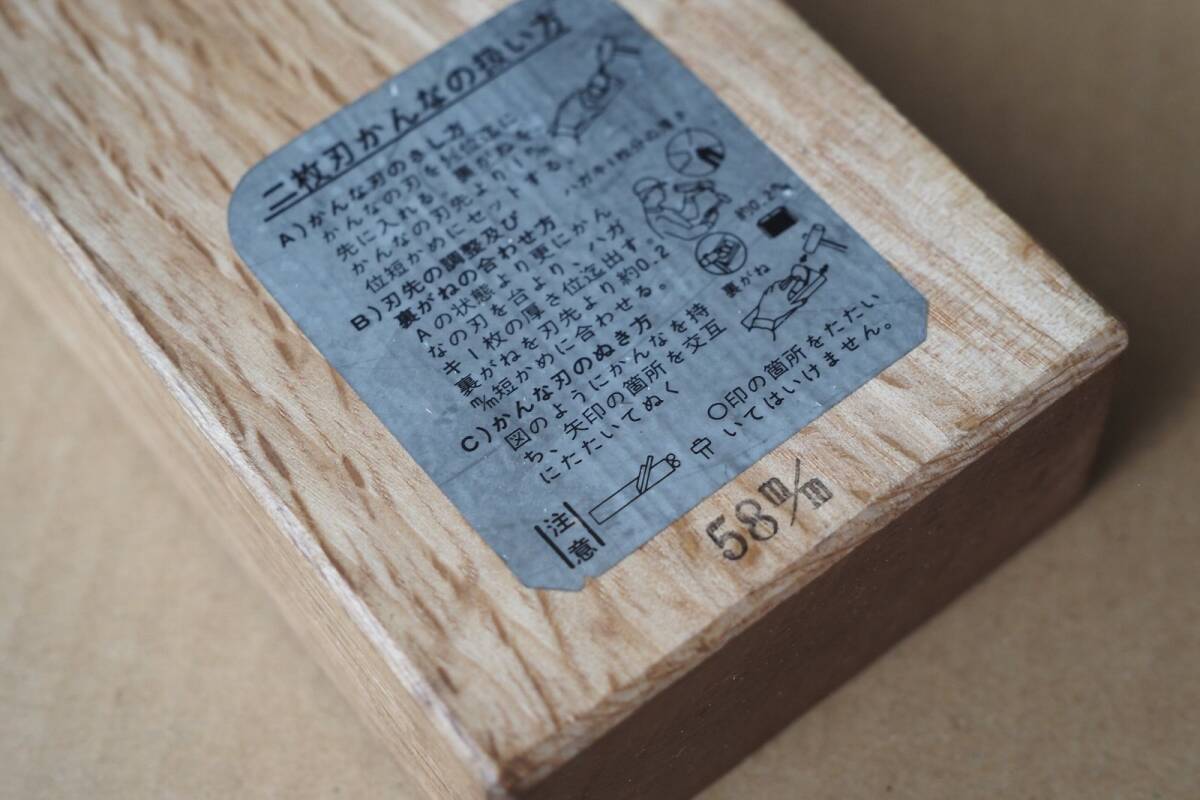 二枚刃かんなの扱い方
A)かんな刃のさし方
かんなの刃を 位迄に
先に入れる。裏がねを
かんなの刃先より1～
位短かめにセットする。
B)刃先の調整及び
裏がねの合わせ方
Aの状態より更にかん
なの刃を台より、ハガ
キ一枚の厚さ位迄出す。
裏がねを刃先より約0.2
m/m短かめに合わせる。
C)かんな刃のぬき方
図のようにかんなを持
ち、矢印の箇所を交互
にたたいてぬく
ハガキ1枚分の厚さ
約0.2
裏がね
注意
○印の箇所をたたい
いてはいけません。
58m/m